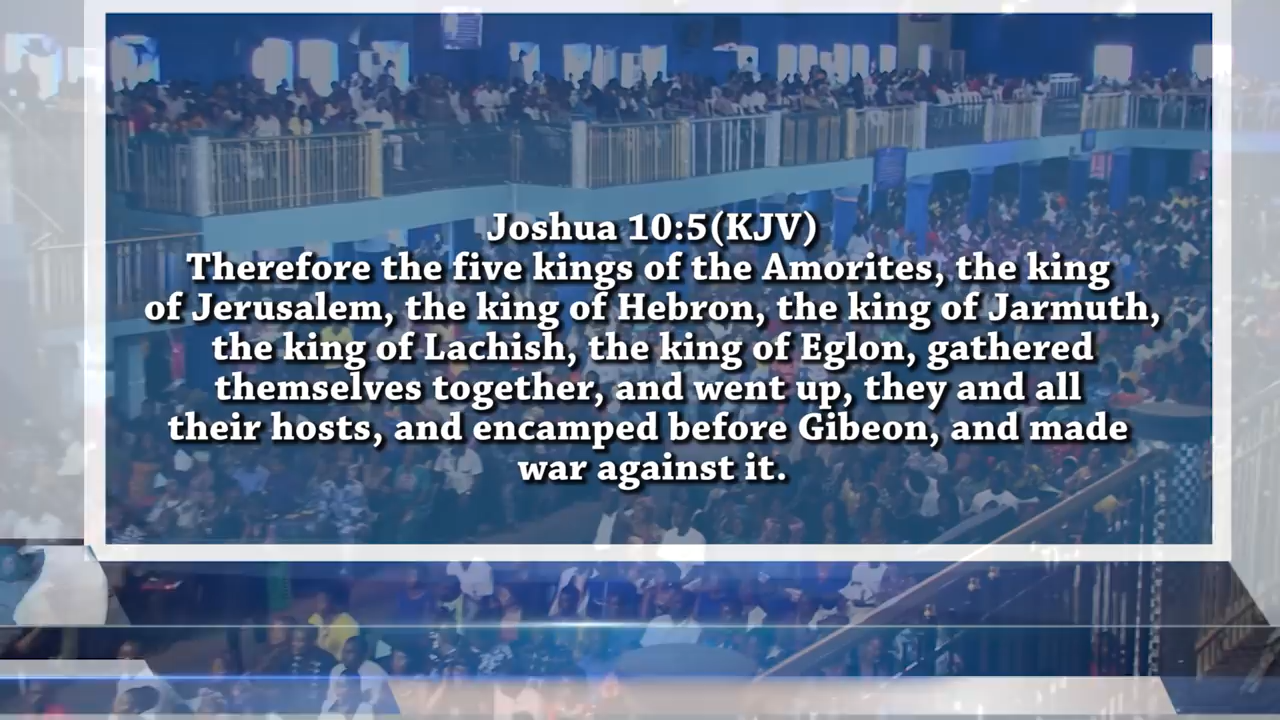 Joshua 10:5(KJV)
Therefore the five kings of the Amorites, the king
of Jerusalem, the king of Hebron, the king of Jarmuth,
the king of Lachish, the king of Eglon, gathered
themselves together, and went up, they and all
their hosts, and encamped before Gibeon, and made
war against it.